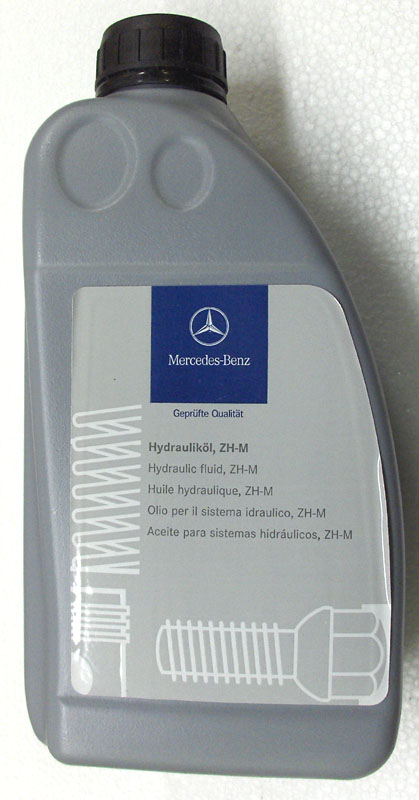 Mercedes-Benz
Geprüfte Qualität
Hydrauliköl, ZH-M
Hydraulic fluid, ZH-M
Huile hydraulique, ZH-M
Olio per il sistema idraulico, ZH-M
Aceite para sistemas hidráulicos, ZH-M